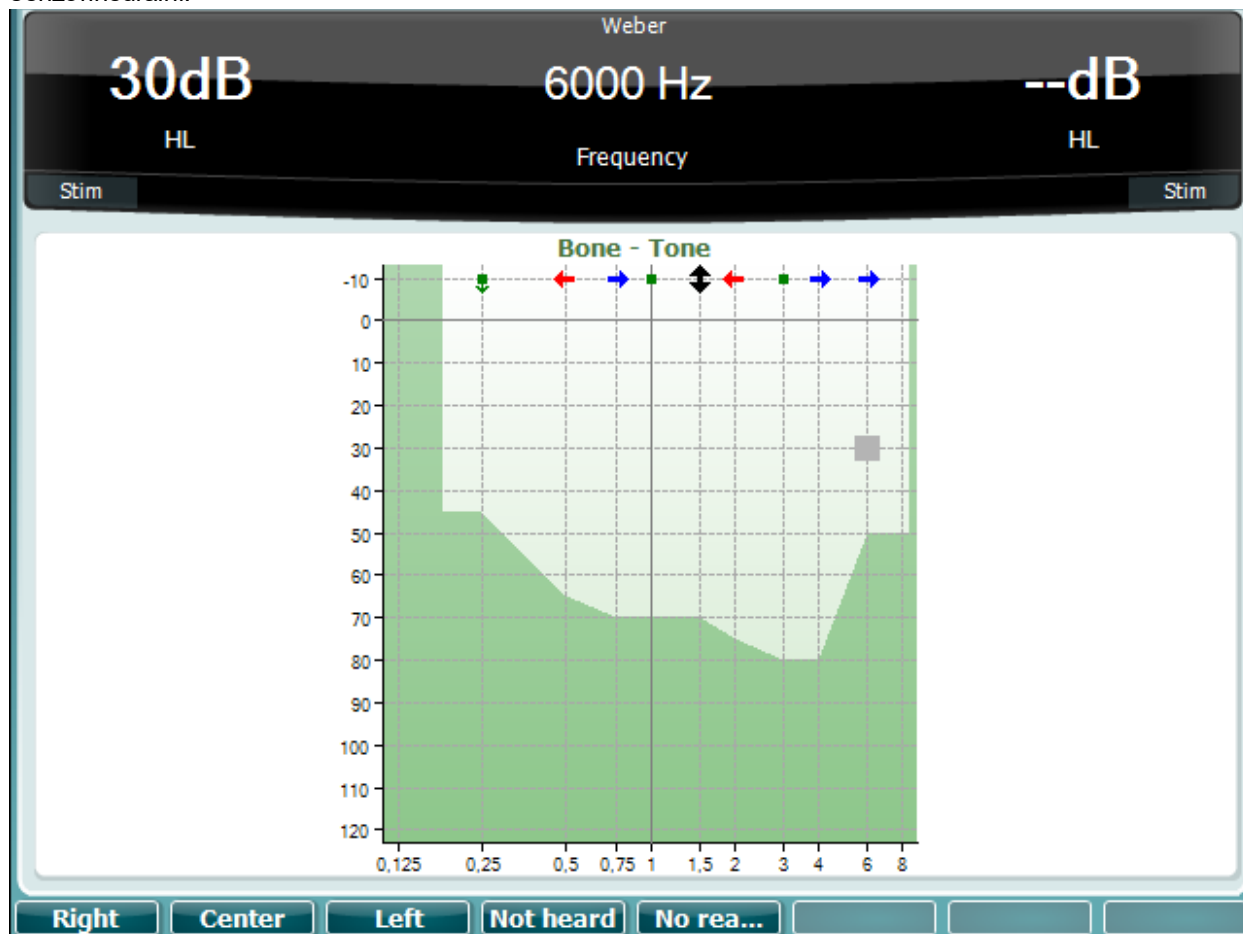 Weber
30dB 6000 Hz --dB
HL HL
Frequency
Stim Stim
Bone - Tone
-10
0
10
20
30
40
50
60
70
80
90
100
110
120
0,125 0,25 0,5 0,75 1 1,5 2 3 4 6 8
Right Center Left Not heard No rea...